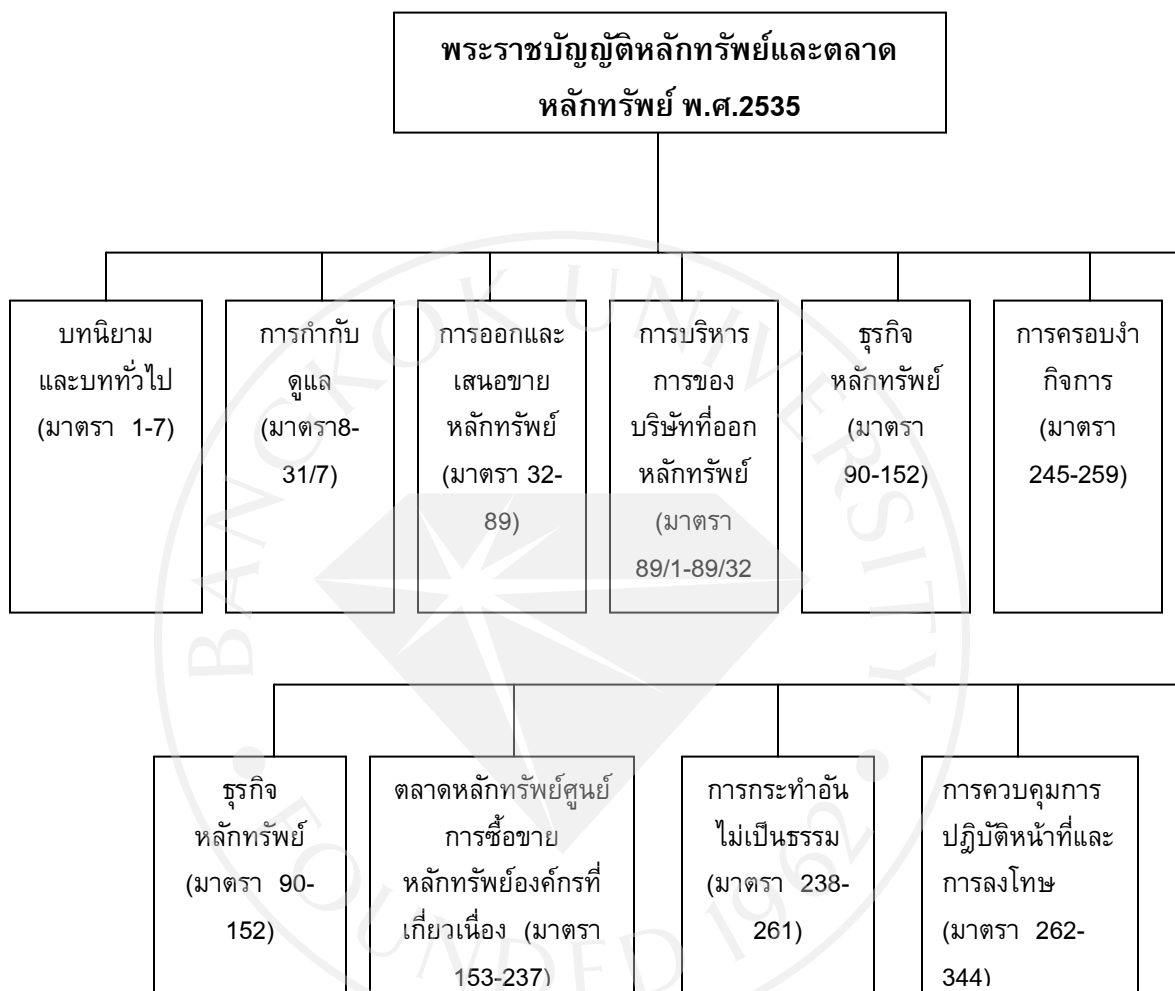 พระราชบัญญัติหลักทรัพย์และตลาด
หลักทรัพย์ พ.ศ.2535
บทนิยาม
และบททั่วไป
(มาตรา 1-7)
การกำกับ
ดูแล
(มาตรา8-
31/7)
การออกและ
เสนอขาย
หลักทรัพย์
(มาตรา 32-
89)
การบริหาร
การของ
บริษัทที่ออก
หลักทรัพย์
(มาตรา
89/1-89/32
ธุรกิจ
หลักทรัพย์
(มาตรา
90-152)
การครอบงำ
กิจการ
(มาตรา
245-259)
ธุรกิจ
หลักทรัพย์
(มาตรา 90-
152)
ตลาดหลักทรัพย์ศูนย์
การซื้อขาย
หลักทรัพย์องค์กรที่
เกี่ยวเนื่อง (มาตรา
153-237)
การกระทำอัน
ไม่เป็นธรรม
(มาตรา 238-
261)
การควบคุมการ
ปฎิบัติหน้าที่และ
การลงโทษ
(มาตรา 262-
344)
BANGKOK UNIVERSITY
FOUNDED 1962